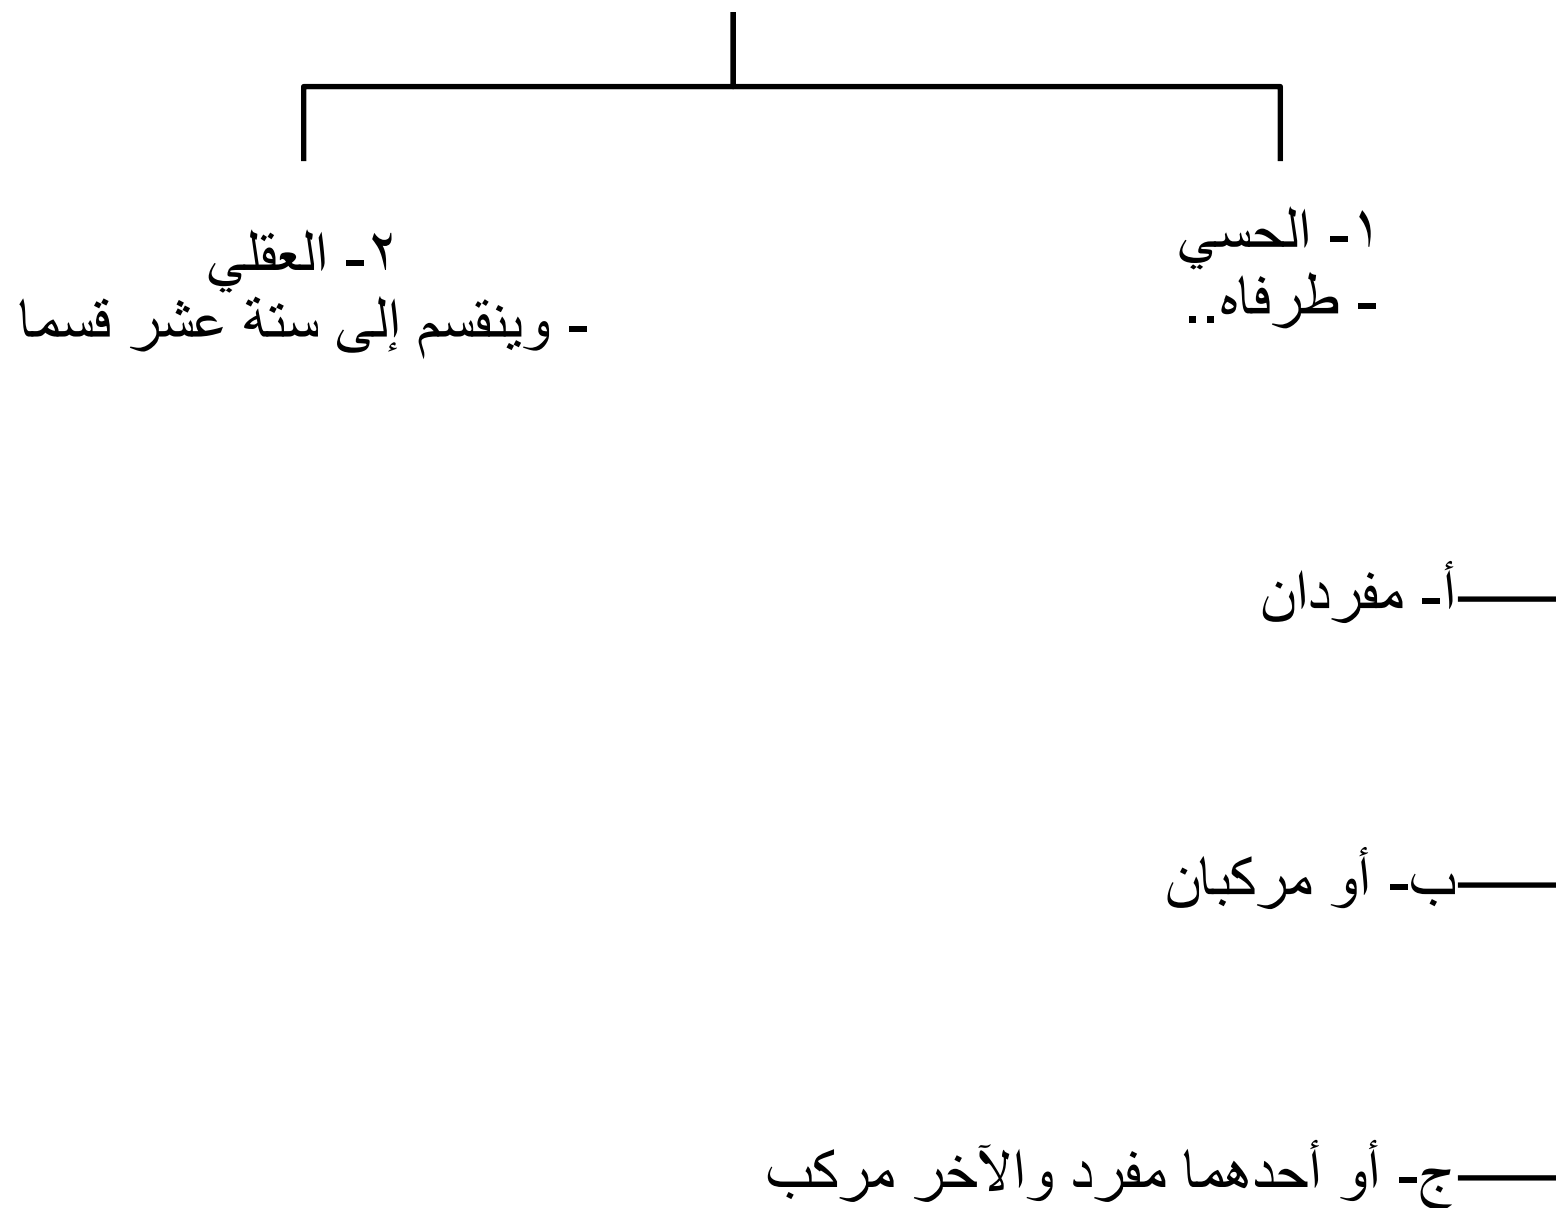 ١- الحسي
- طرفاه..
٢- العقلي
- وينقسم إلى ستة عشر قسما
أ- مفردان
ب- أو مركبان
ج- أو أحدهما مفرد والآخر مركب